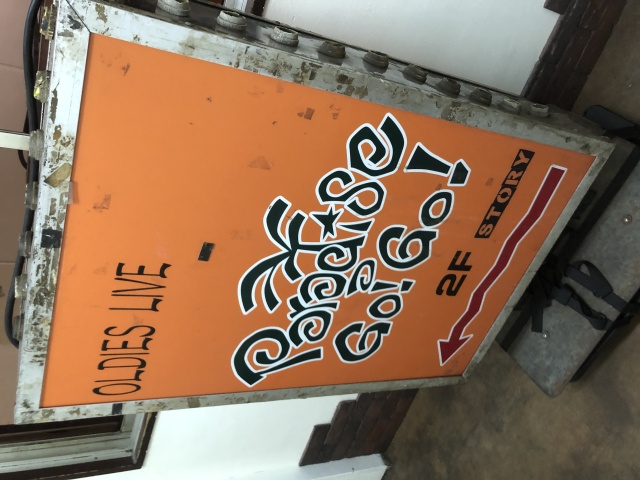 OLDIES LIVE
Paradise
Go! Go!
2F STORY